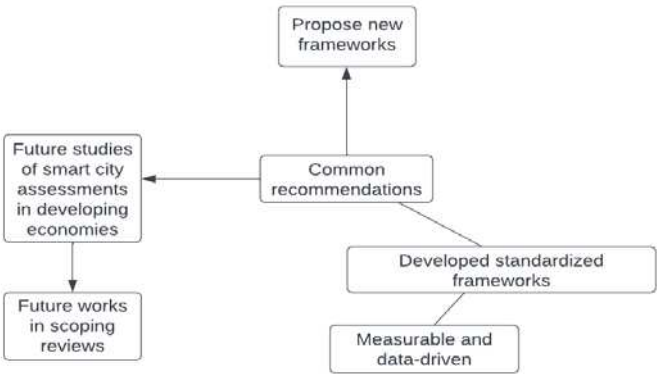 Propose new
frameworks
Future studies
of smart city
assessments
in developing
economies
Common
recommendations
Developed standardized
frameworks
Future works
in scoping
reviews
Measurable and
data-driven